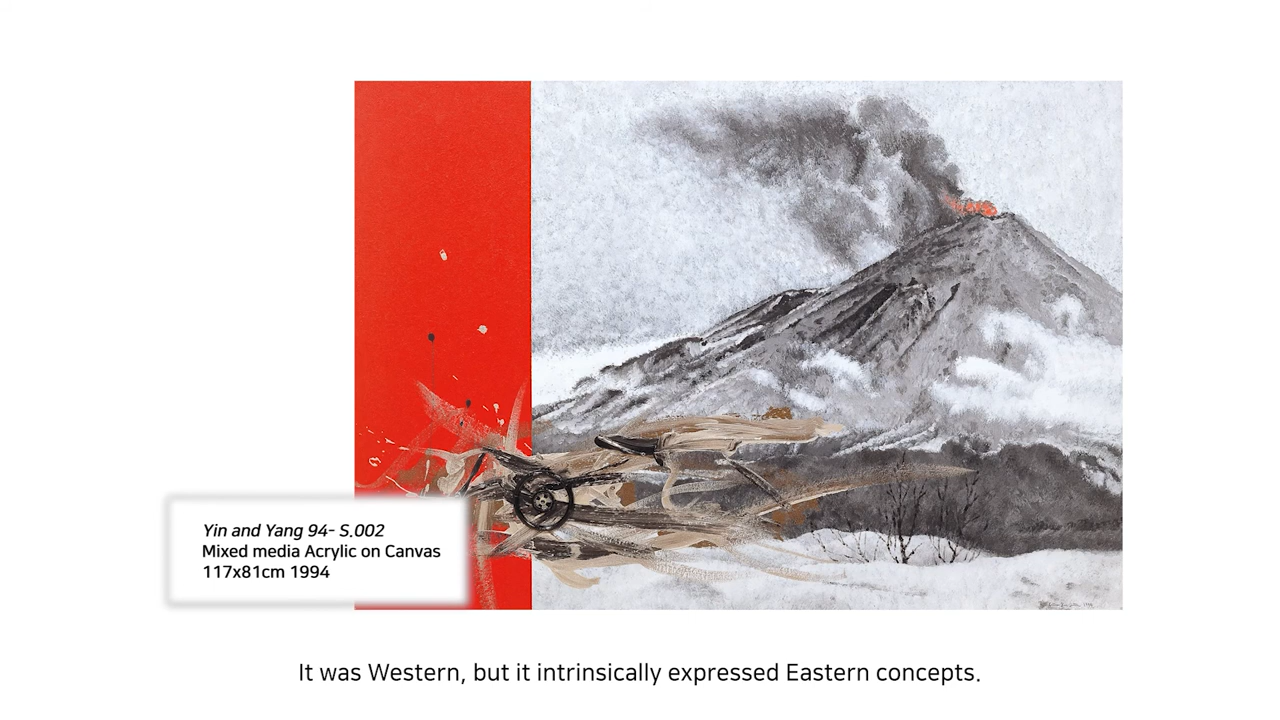 Yin and Yang 94- S.002
Mixed media Acrylic on Canvas
117x81cm 1994
It was Western, but it intrinsically expressed Eastern concepts.